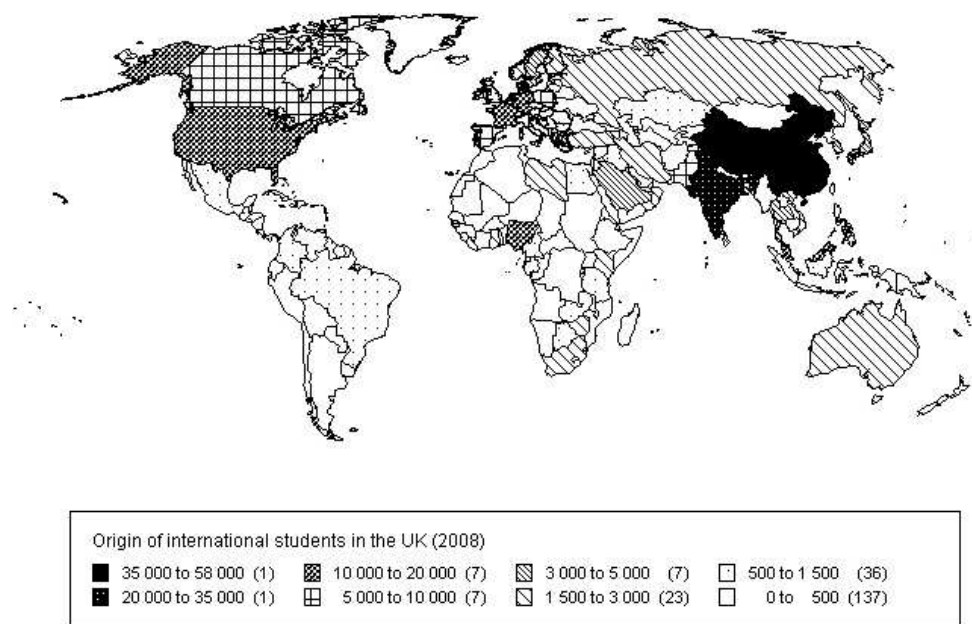 Origin of international students in the UK (2008)
35 000 to 58 000 (1) 10 000 to 20 000 (7) 3 000 to 5 000 (7) 500 to 1 500 (36)
20 000 to 35 000 (1) 5 000 to 10 000 (7) 1 500 to 3 000 (23) 0 to 500 (137)